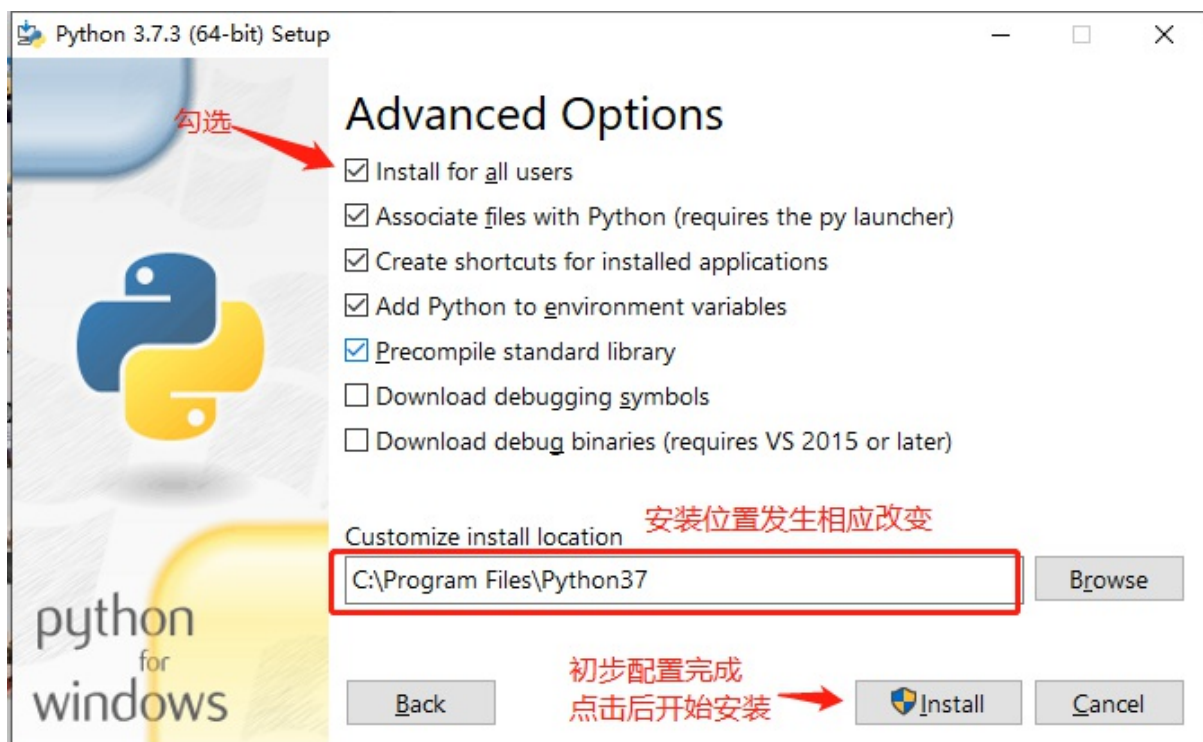 Python 3.7.3 (64-bit) Setup
Advanced Options
勾选
Install for all users
Associate files with Python (requires the py launcher)
Create shortcuts for installed applications
Add Python to environment variables
Precompile standard library
Download debugging symbols
Download debug binaries (requires VS 2015 or later)
安装位置发生相应改变
Customize install location
C:\Program Files\Python37
Browse
python
for
windows
初步配置完成
点击后开始安装
Back
Install
Cancel